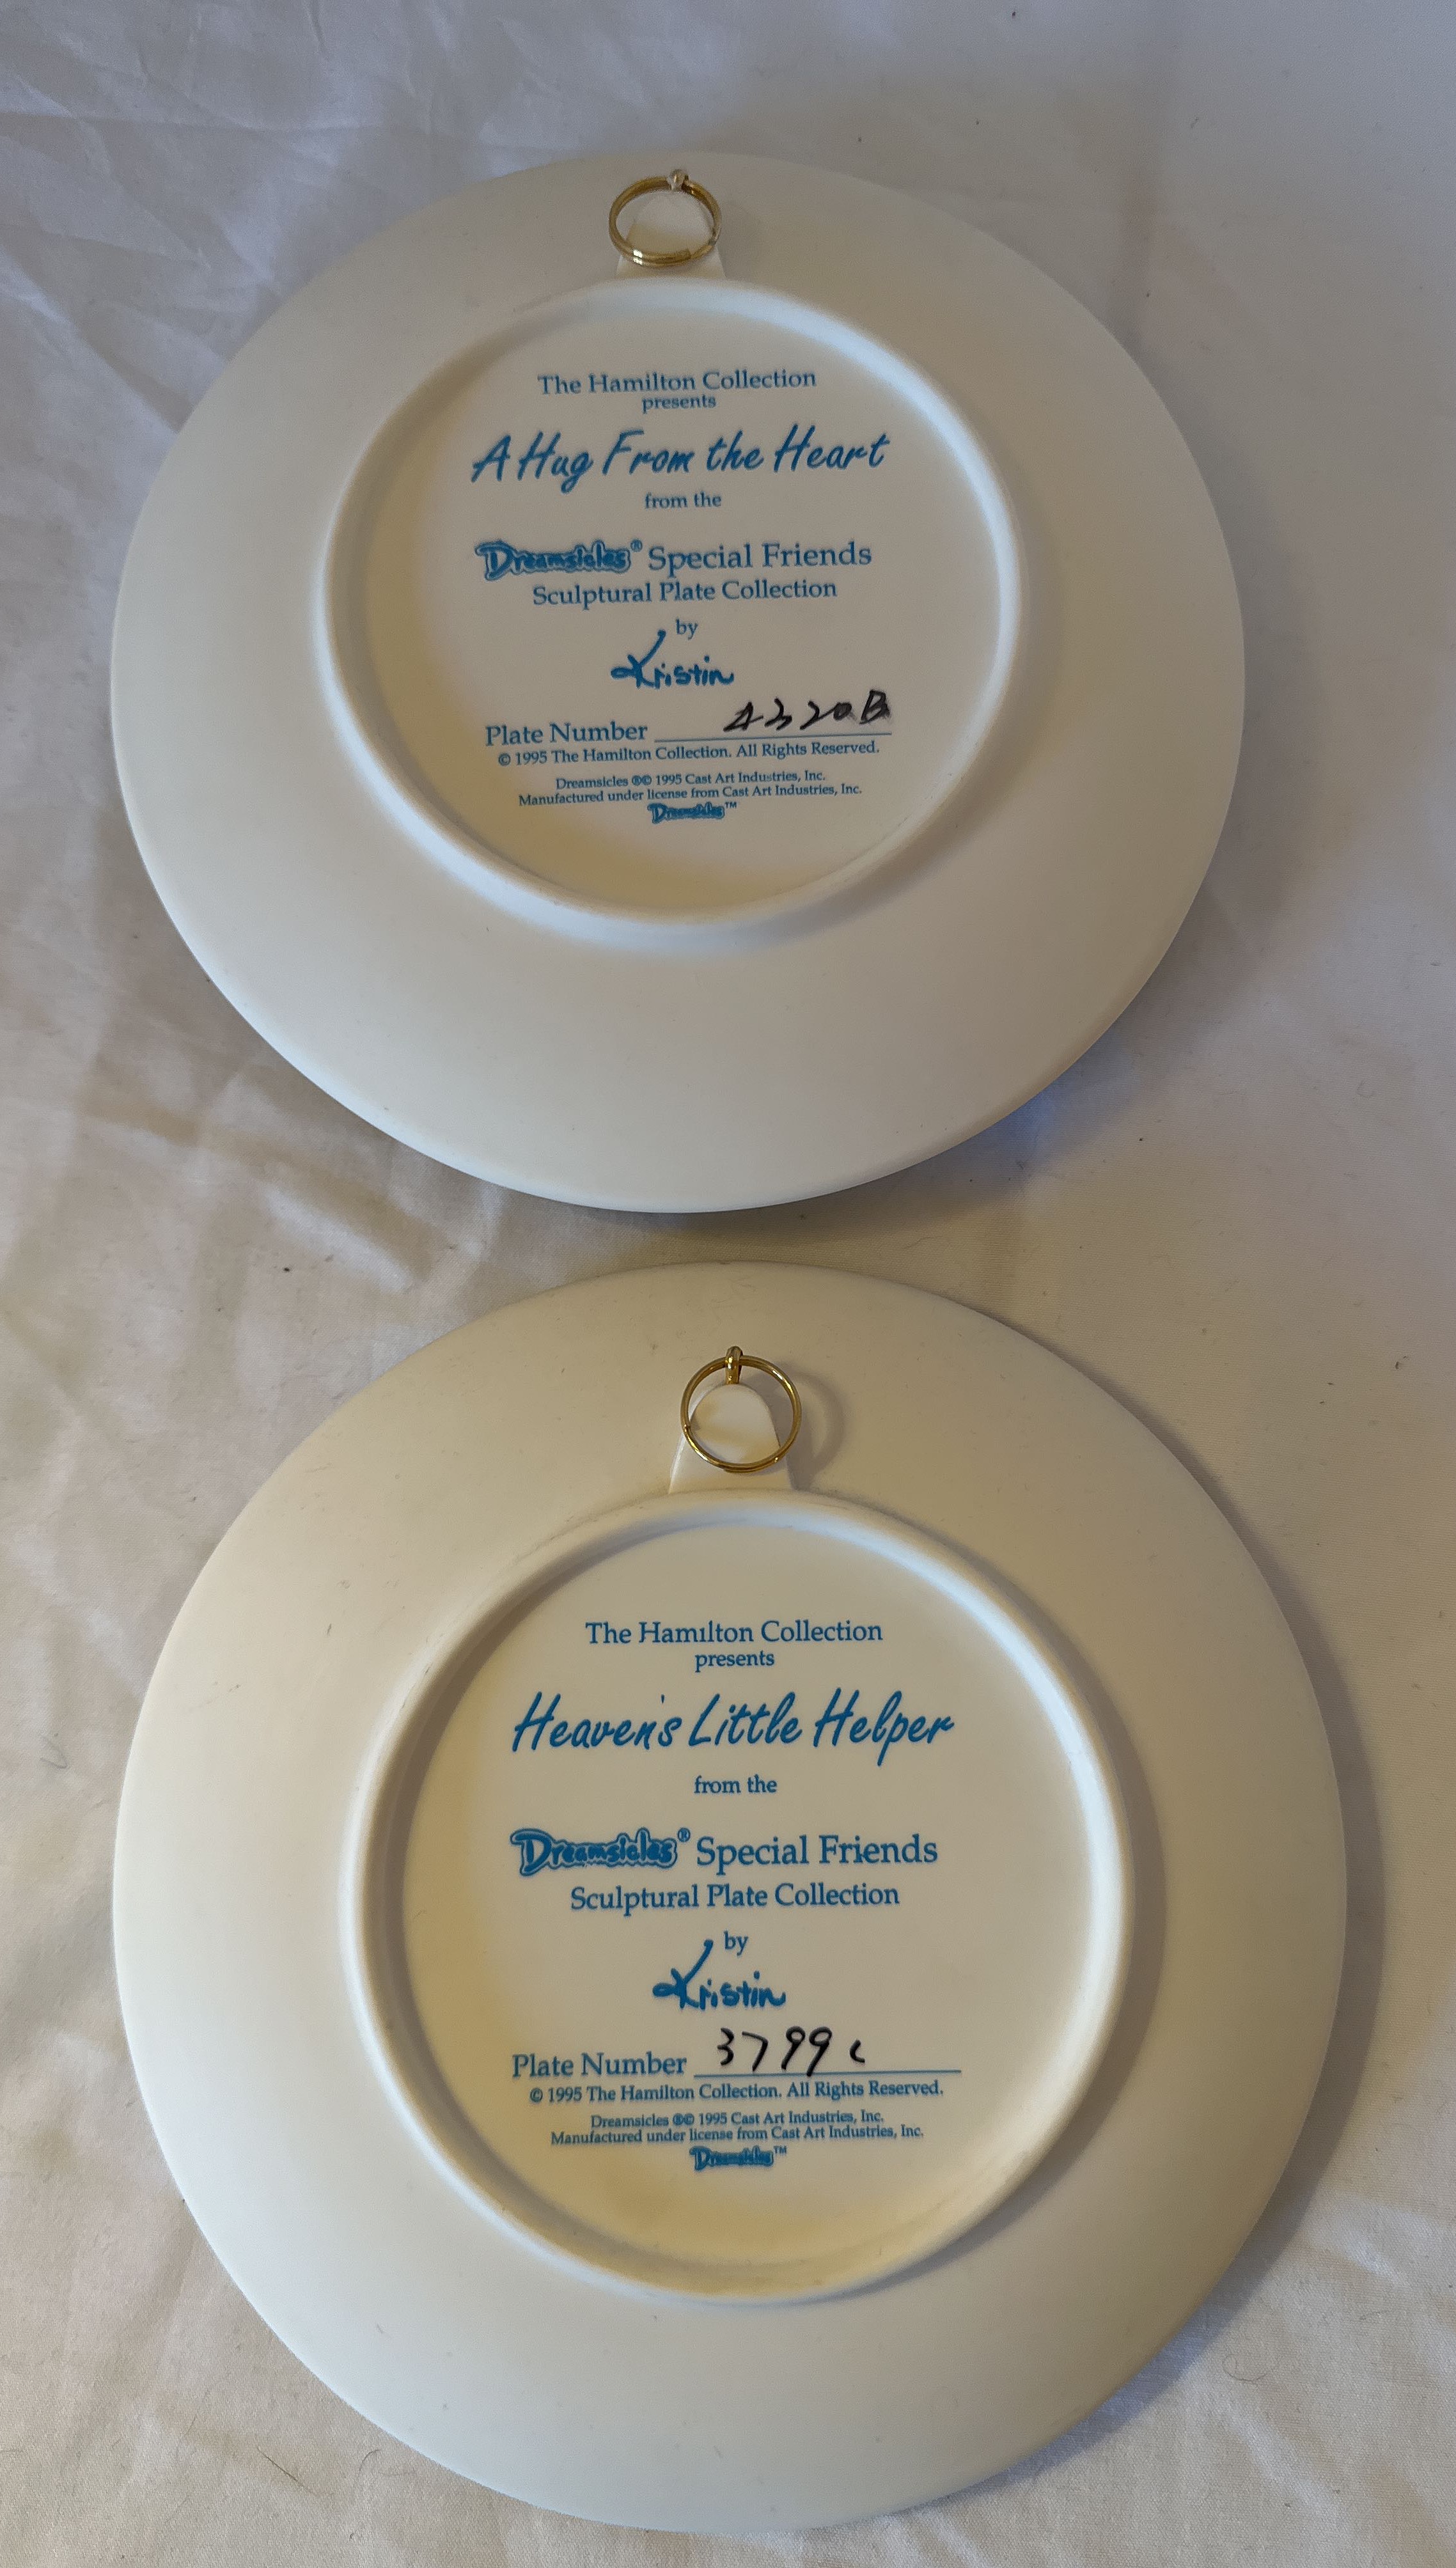 The Hamilton Collection
presents
A Hug From the Heart
from the
Dreamsicles® Special Friends
Sculptural Plate Collection
by
Kristin
Plate Number 4320B
© 1995 The Hamilton Collection. All Rights Reserved.
Dreamsicles ®© 1995 Cast Art Industries, Inc.
Manufactured under license from Cast Art Industries, Inc.
Dreamsicles™
The Hamilton Collection
presents
Heaven's Little Helper
from the
Dreamsicles® Special Friends
Sculptural Plate Collection
by
Kristin
Plate Number 3799c
© 1995 The Hamilton Collection. All Rights Reserved.
Dreamsicles ®© 1995 Cast Art Industries, Inc.
Manufactured under license from Cast Art Industries, Inc.
Dreamsicles™